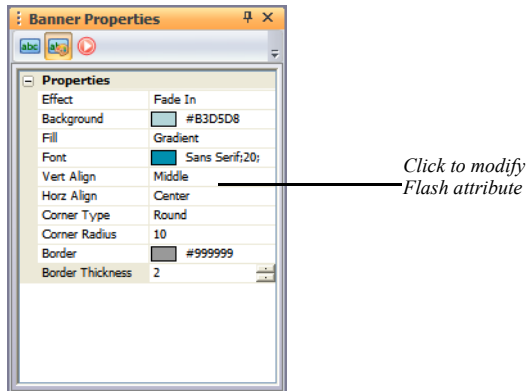 Banner Properties
abc
Properties
Effect Fade In
Background #B3D5D8
Fill Gradient
Font Sans Serif;20;
Vert Align Middle
Horz Align Center
Corner Type Round
Corner Radius 10
Border #999999
Border Thickness 2
Click to modify
Flash attribute